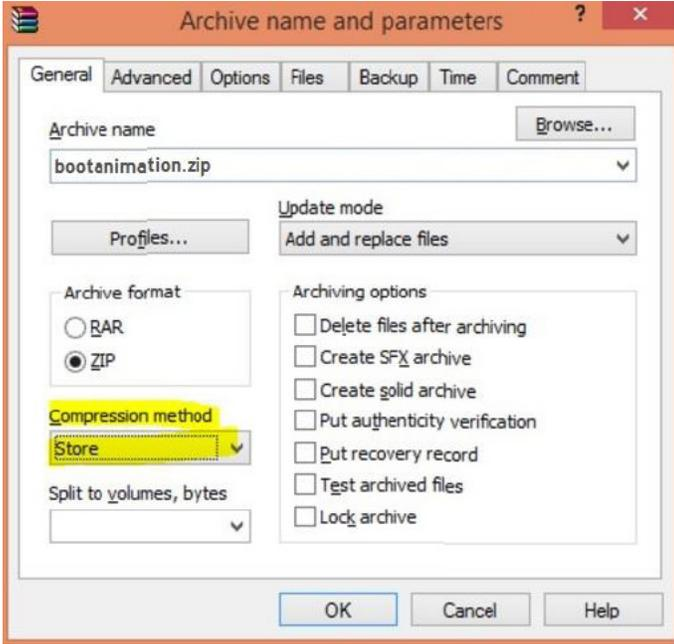 Archive name and parameters ? ×
General Advanced Options Files Backup Time Comment
Archive name
Browse...
bootanimation.zip
Update mode
Profiles... Add and replace files
Archive format
RAR
ZIP
Compression method
Store
Split to volumes, bytes
Archiving options
Delete files after archiving
Create SFX archive
Create solid archive
Put authenticity verification
Put recovery record
Test archived files
Lock archive
OK Cancel Help